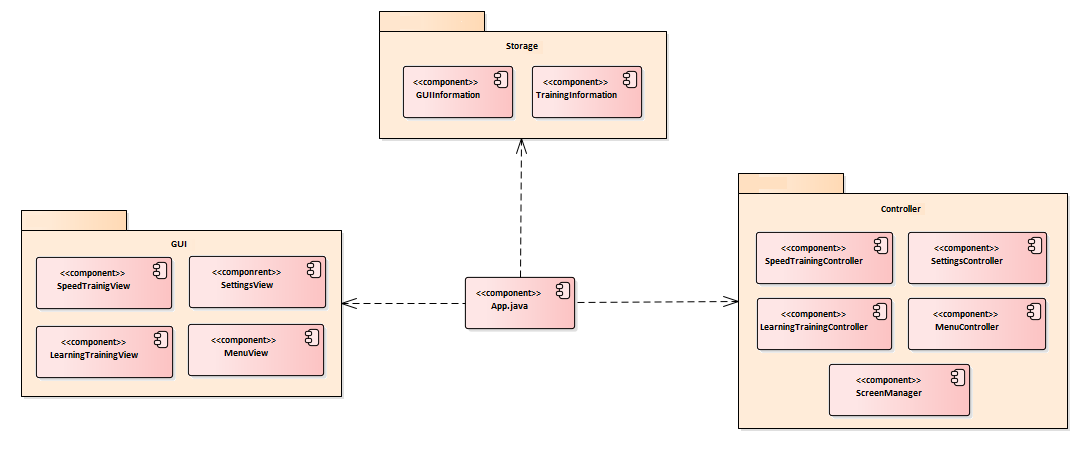 Storage
<<component>>
GUIInformation
<<component>>
TrainingInformation
Controller
<<component>>
SpeedTrainingController
<<component>>
SettingsController
<<component>>
LearningTrainingController
<<component>>
MenuController
<<component>>
ScreenManager
GUI
<<component>>
SpeedTrainigView
<<componrent>>
SettingsView
<<component>>
LearningTrainingView
<<component>>
MenuView
<<component>>
App.java